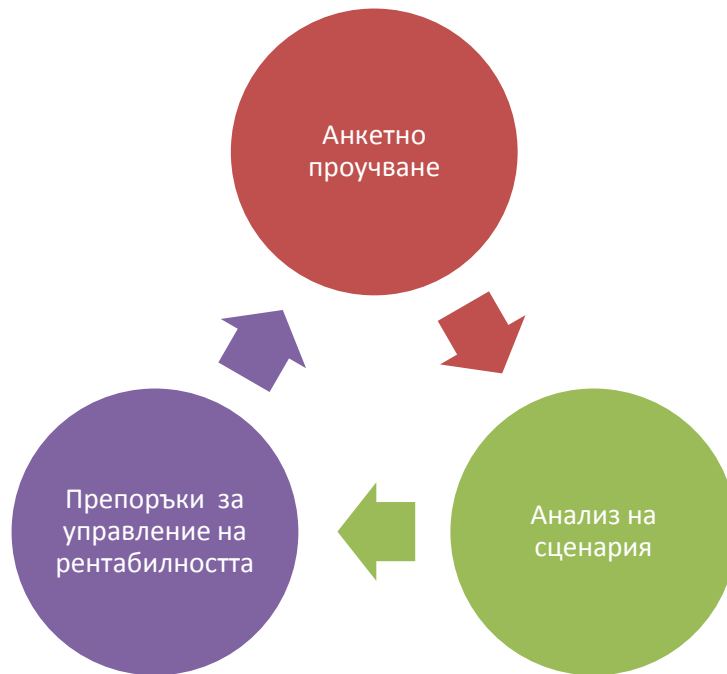 Анкетно
проучване
Препоръки за
управление на
рентабилността
Анализ на
сценария